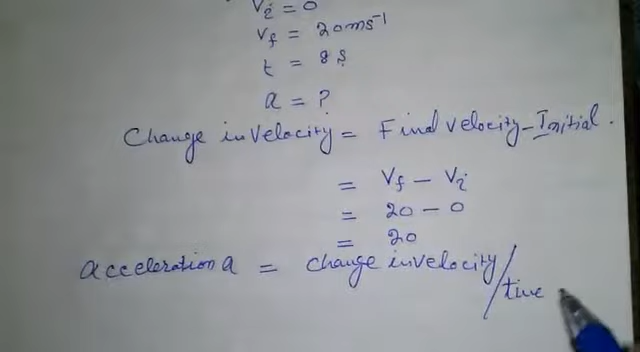 Vi = 0
Vf = 20ms⁻¹
t = 8 s
a = ?
Change in Velocity = Final velocity - Initial.
= Vf - Vi
= 20 - 0
= 20
acceleration a = change in velocity/time